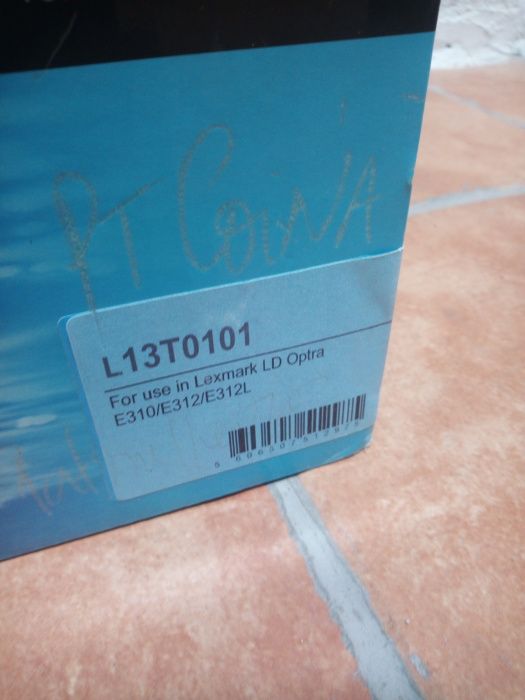 PT COINA
L13T0101
For use in Lexmark LD Optra
E310/E312/E312L